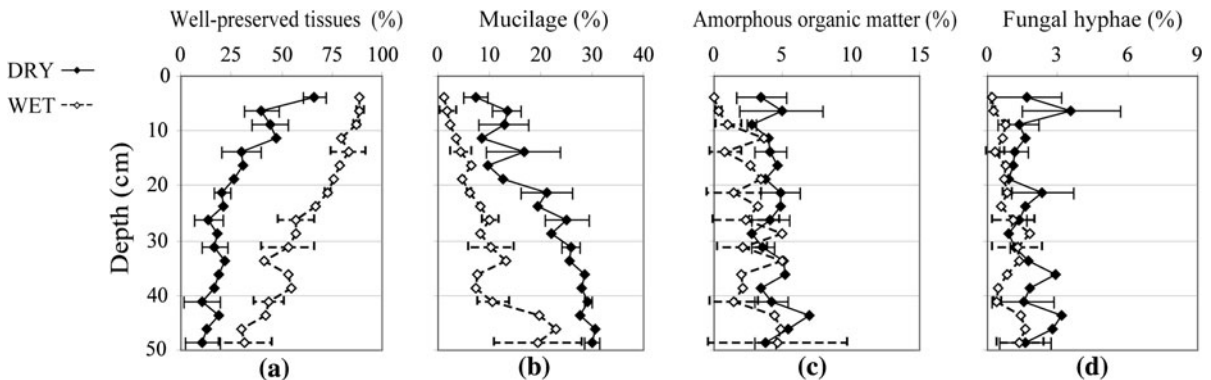 Well-preserved tissues (%)
Mucilage (%)
Amorphous organic matter (%)
Fungal hyphae (%)
0 25 50 75 100
0 10 20 30 40
0 5 10 15
0 3 6 9
DRY
WET
Depth (cm)
0
10
20
30
40
50
(a)
(b)
(c)
(d)